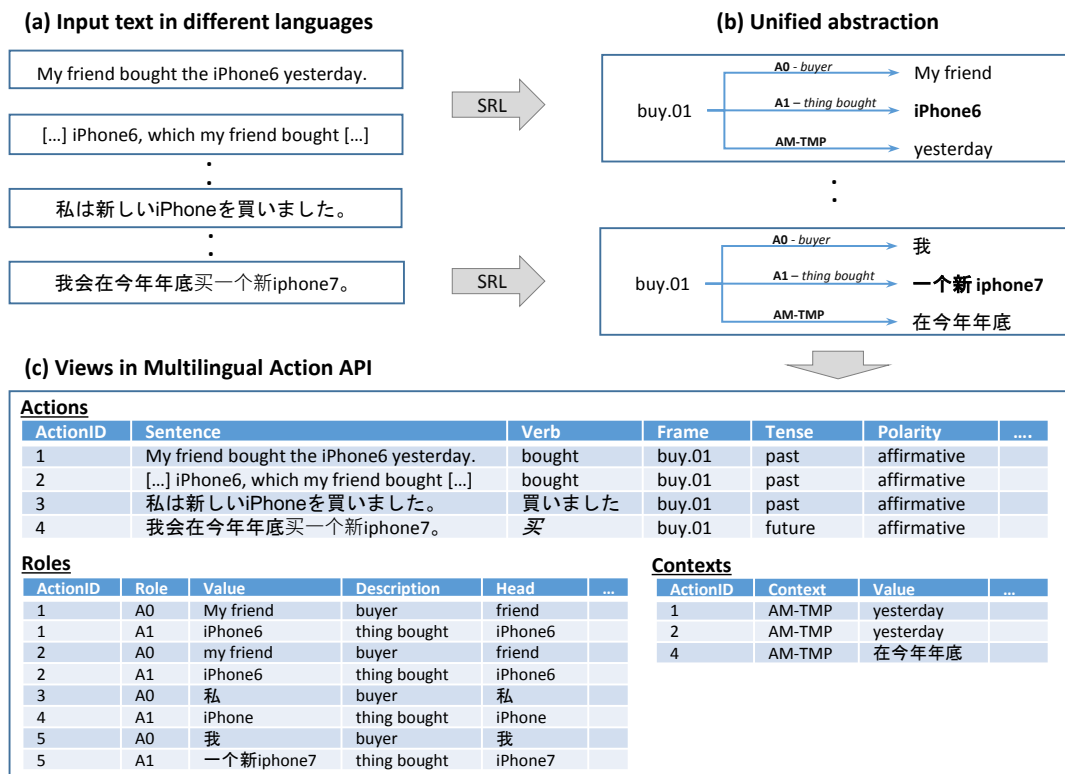 (a) Input text in different languages
My friend bought the iPhone6 yesterday.
[…] iPhone6, which my friend bought […]
私は新しいiPhoneを買いました。
我会在今年年底买一个新iphone7。
SRL
SRL
(b) Unified abstraction
buy.01
A0 - buyer
My friend
A1 – thing bought
iPhone6
AM-TMP
yesterday
buy.01
A0 - buyer
我
A1 – thing bought
一个新 iphone7
AM-TMP
在今年年底
(c) Views in Multilingual Action API
Actions
ActionID Sentence Verb Frame Tense Polarity ….
1 My friend bought the iPhone6 yesterday. bought buy.01 past affirmative
2 […] iPhone6, which my friend bought […] bought buy.01 past affirmative
3 私は新しいiPhoneを買いました。 買いました buy.01 past affirmative
4 我会在今年年底买一个新iphone7。 买 buy.01 future affirmative
Roles
ActionID Role Value Description Head …
1 A0 My friend buyer friend
1 A1 iPhone6 thing bought iPhone6
2 A0 my friend buyer friend
2 A1 iPhone6 thing bought iPhone6
3 A0 私 buyer 私
4 A1 iPhone thing bought iPhone
5 A0 我 buyer 我
5 A1 一个新iphone7 thing bought iPhone7
Contexts
ActionID Context Value …
1 AM-TMP yesterday
2 AM-TMP yesterday
4 AM-TMP 在今年年底